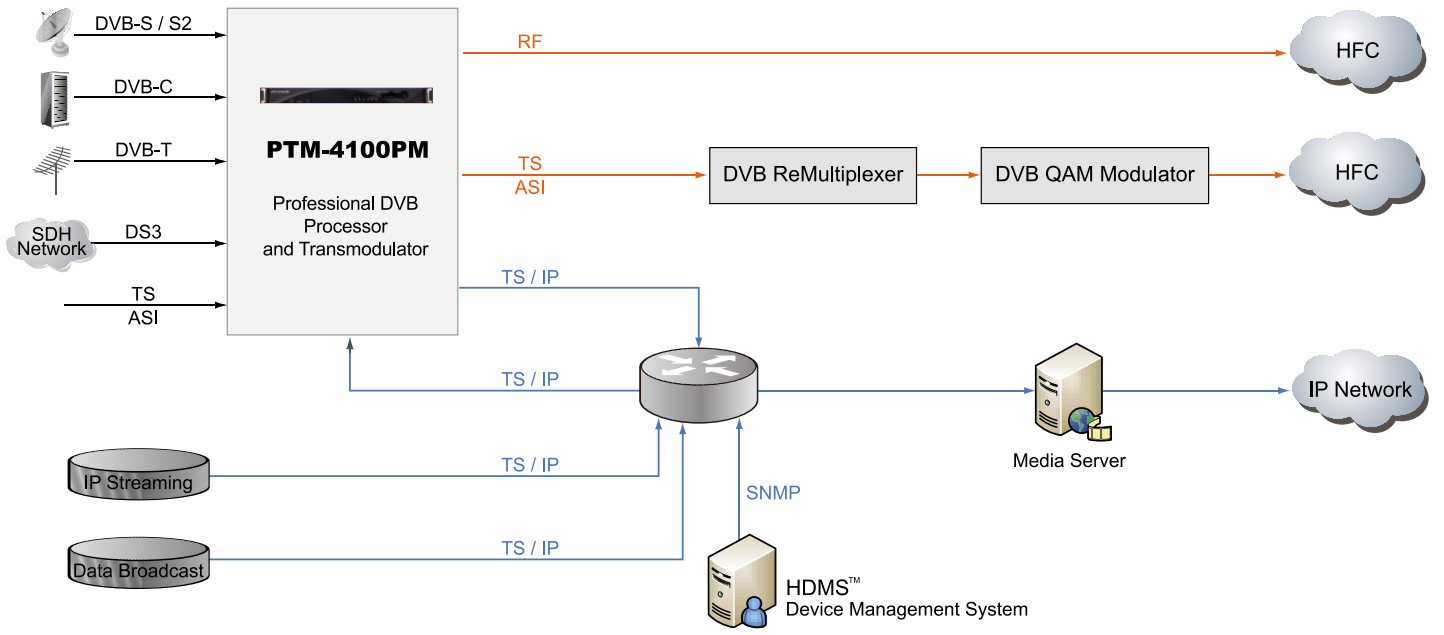 DVB-S / S2
DVB-C
DVB-T
SDH
Network
DS3
TS
ASI
PTM-4100PM
Professional DVB
Processor
and Transmodulator
RF
HFC
TS
ASI
DVB ReMultiplexer
DVB QAM Modulator
HFC
TS / IP
TS / IP
IP Network
Media Server
IP Streaming
TS / IP
SNMP
Data Broadcast
TS / IP
HDMS™
Device Management System